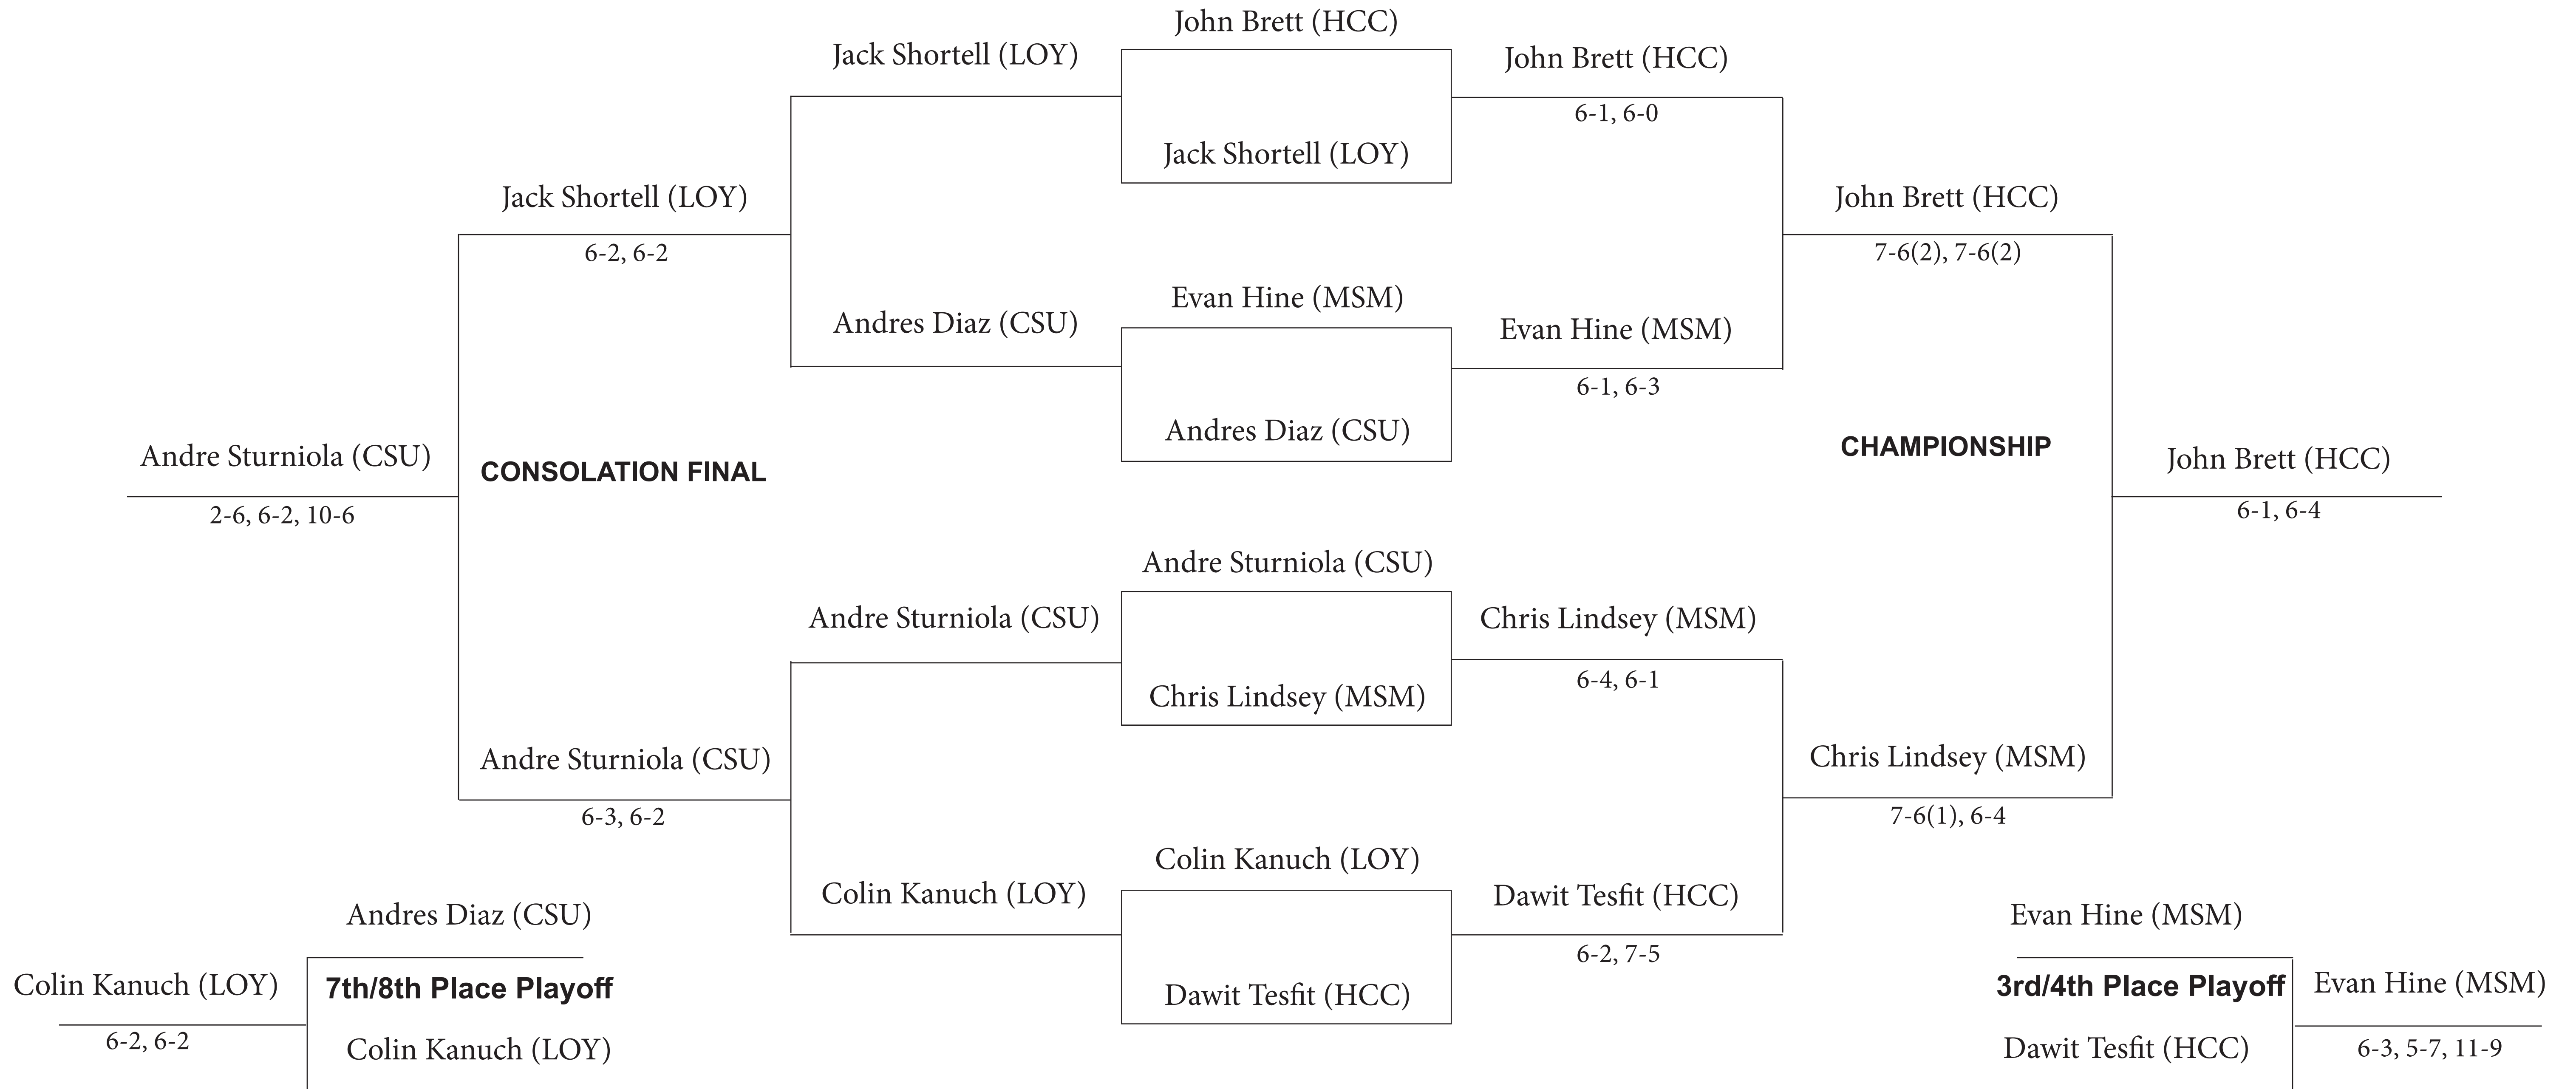 John Brett (HCC)
Jack Shortell (LOY)
John Brett (HCC)
6-1, 6-0
Jack Shortell (LOY)
Jack Shortell (LOY)
6-2, 6-2
John Brett (HCC)
7-6(2), 7-6(2)
Evan Hine (MSM)
Andres Diaz (CSU)
Evan Hine (MSM)
6-1, 6-3
Andres Diaz (CSU)
Andre Sturniola (CSU)
2-6, 6-2, 10-6
CONSOLATION FINAL
CHAMPIONSHIP
John Brett (HCC)
6-1, 6-4
Andre Sturniola (CSU)
Andre Sturniola (CSU)
Chris Lindsey (MSM)
6-4, 6-1
Chris Lindsey (MSM)
Andre Sturniola (CSU)
6-3, 6-2
Chris Lindsey (MSM)
7-6(1), 6-4
Colin Kanuch (LOY)
Colin Kanuch (LOY)
Dawit Tesfit (HCC)
6-2, 7-5
Dawit Tesfit (HCC)
Andres Diaz (CSU)
Colin Kanuch (LOY)
6-2, 6-2
7th/8th Place Playoff
Colin Kanuch (LOY)
Evan Hine (MSM)
3rd/4th Place Playoff
Evan Hine (MSM)
Dawit Tesfit (HCC)
6-3, 5-7, 11-9